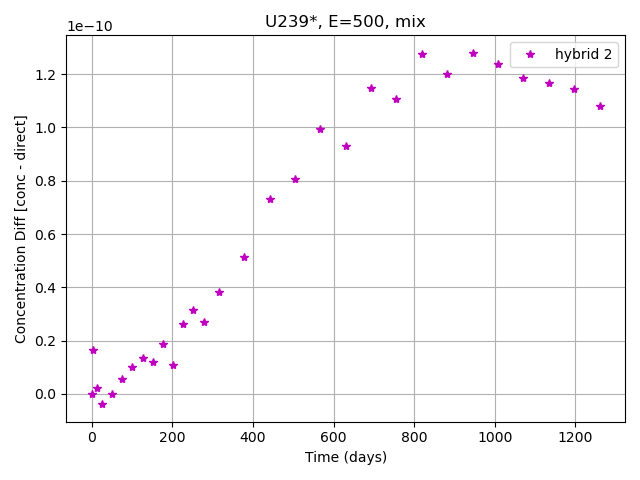 U239*, E=500, mix
1e−10
hybrid 2
Concentration Diff [conc - direct]
1.2
1.0
0.8
0.6
0.4
0.2
0.0
0 200 400 600 800 1000 1200
Time (days)